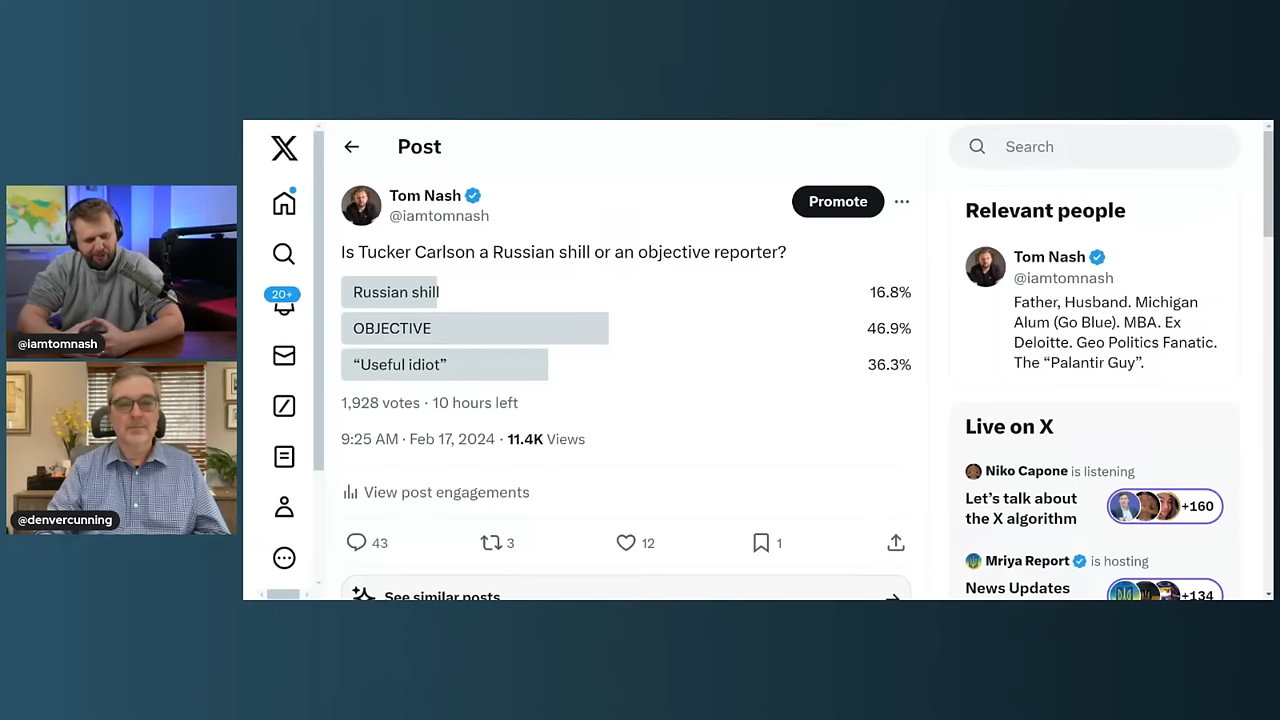 @iamtomnash
@denvercunning
20+
Post
Tom Nash
@iamtomnash
Promote
Is Tucker Carlson a Russian shill or an objective reporter?
Russian shill 16.8%
OBJECTIVE 46.9%
“Useful idiot” 36.3%
1,928 votes · 10 hours left
9:25 AM · Feb 17, 2024 · 11.4K Views
View post engagements
43 3 12 1
See similar posts
Search
Relevant people
Tom Nash
@iamtomnash
Father, Husband. Michigan
Alum (Go Blue). MBA. Ex
Deloitte. Geo Politics Fanatic.
The “Palantir Guy”.
Live on X
Niko Capone is listening
Let’s talk about
the X algorithm
+160
Mriya Report is hosting
News Updates
+134